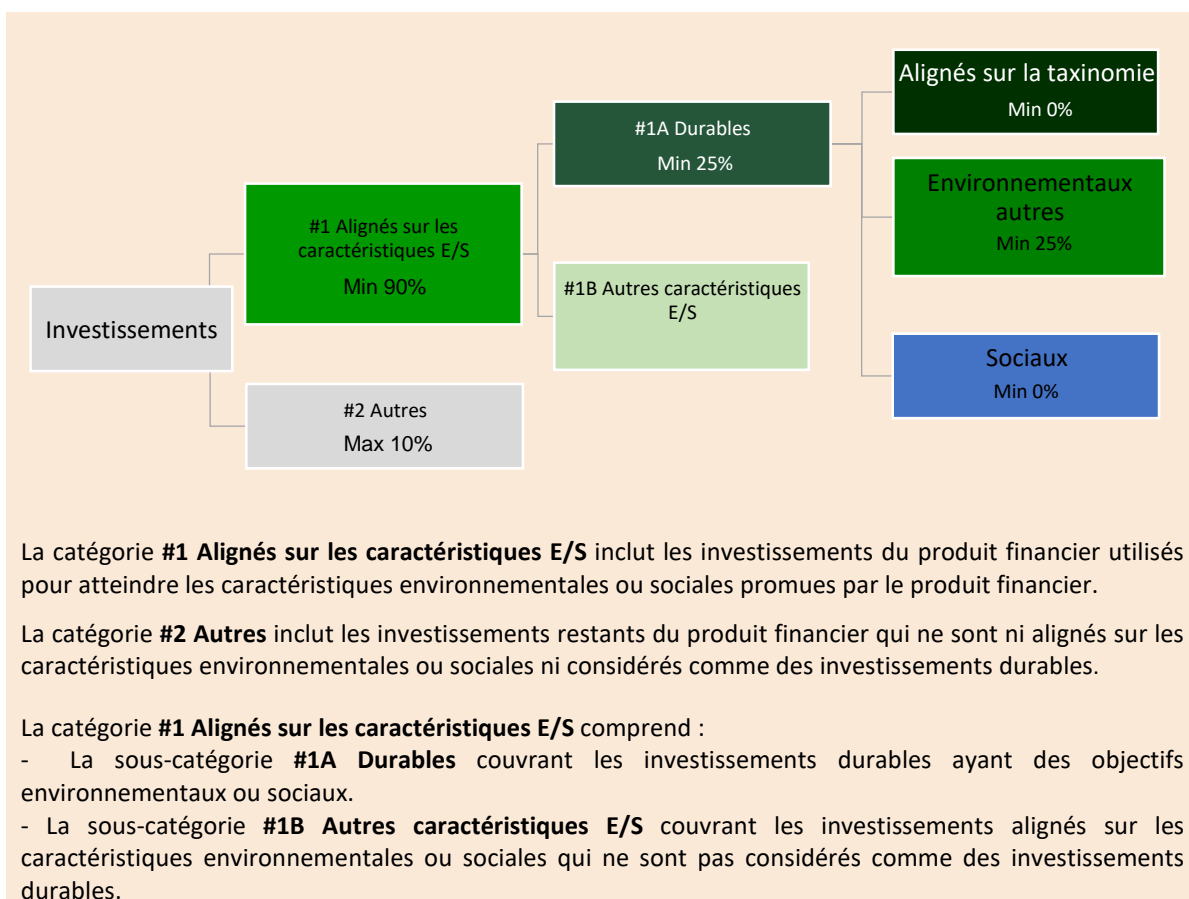 Investissements
#1 Alignés sur les
caractéristiques E/S
Min 90%
#2 Autres
Max 10%
#1A Durables
Min 25%
#1B Autres caractéristiques
E/S
Alignés sur la taxinomie
Min 0%
Environnementaux
autres
Min 25%
Sociaux
Min 0%
La catégorie #1 Alignés sur les caractéristiques E/S inclut les investissements du produit financier utilisés
pour atteindre les caractéristiques environnementales ou sociales promues par le produit financier.
La catégorie #2 Autres inclut les investissements restants du produit financier qui ne sont ni alignés sur les
caractéristiques environnementales ou sociales ni considérés comme des investissements durables.
La catégorie #1 Alignés sur les caractéristiques E/S comprend :
- La sous-catégorie #1A Durables couvrant les investissements durables ayant des objectifs
environnementaux ou sociaux.
- La sous-catégorie #1B Autres caractéristiques E/S couvrant les investissements alignés sur les
caractéristiques environnementales ou sociales qui ne sont pas considérés comme des investissements
durables.